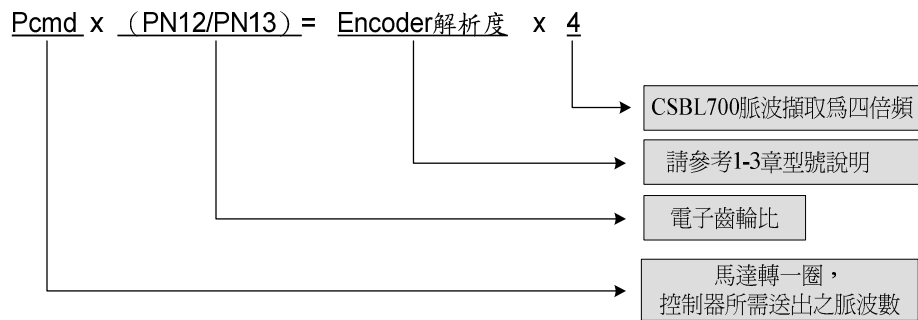 Pcmd x （PN12/PN13）= Encoder解析度 x 4
CSBL700脈波擷取為四倍頻
請參考1-3章型號說明
電子齒輪比
馬達轉一圈，
控制器所需送出之脈波數